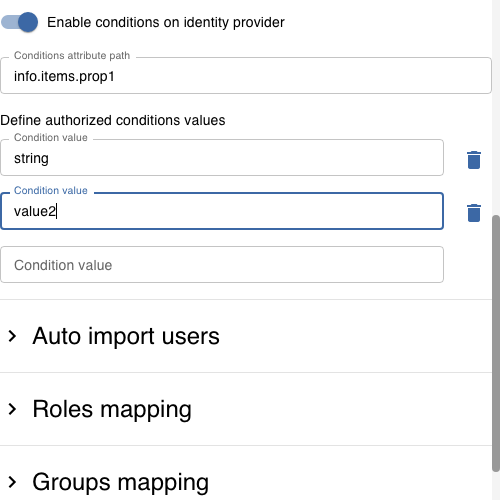 Enable conditions on identity provider
Conditions attribute path
info.items.prop1
Define authorized conditions values
Condition value
string
Condition value
value2
Condition value
Auto import users
Roles mapping
Groups mapping